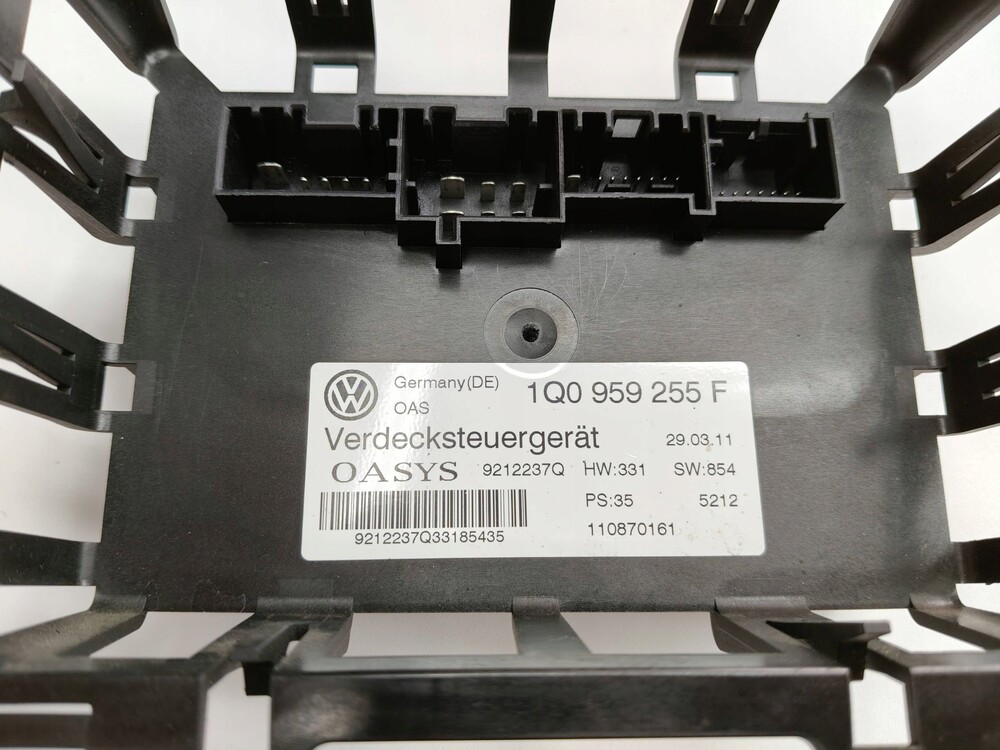 Germany(DE) 1Q0 959 255 F
OAS
Verdecksteuergerät 29.03.11
OASYS 9212237Q HW:331 SW:854
PS:35 5212
9212237Q33185435 110870161